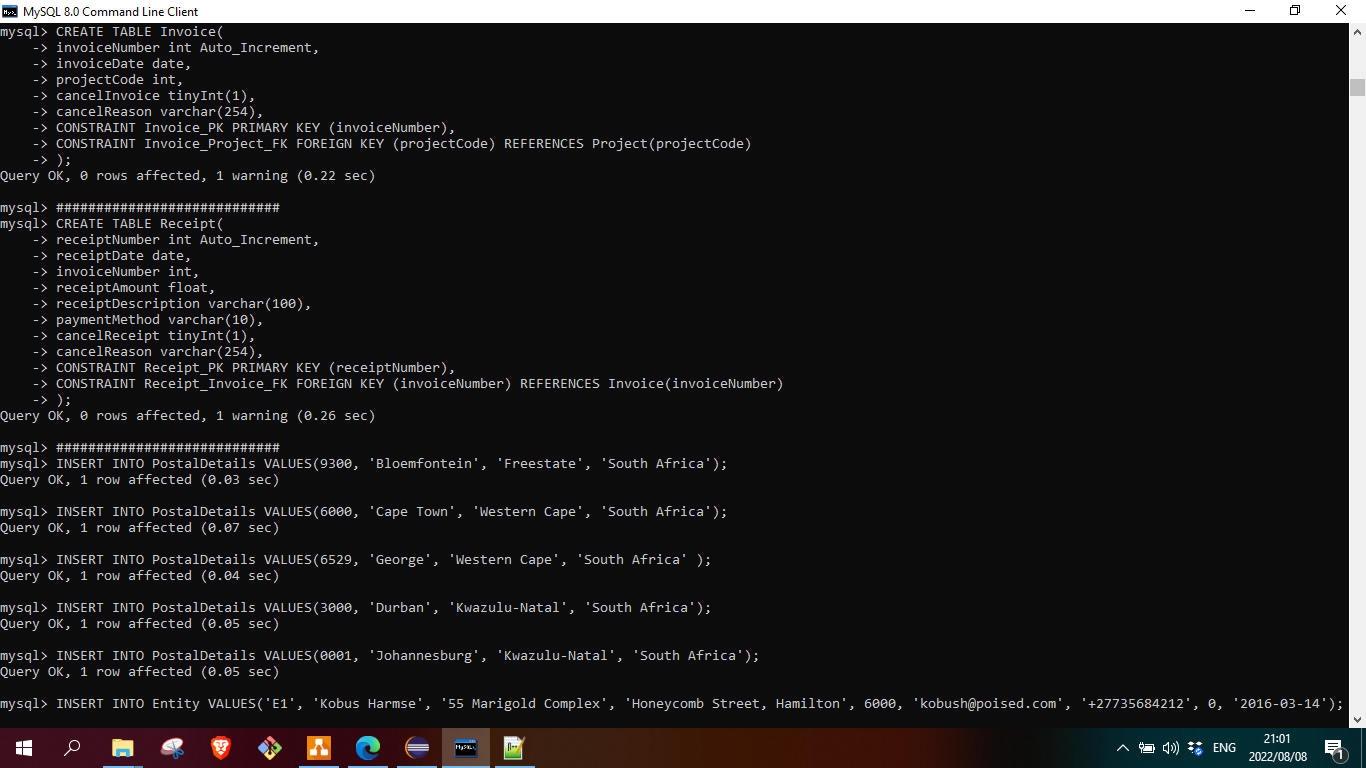 MySQL 8.0 Command Line Client
mysql> CREATE TABLE Invoice(
    -> invoiceNumber int Auto_Increment,
    -> invoiceDate date,
    -> projectCode int,
    -> cancelInvoice tinyInt(1),
    -> cancelReason varchar(254),
    -> CONSTRAINT Invoice_PK PRIMARY KEY (invoiceNumber),
    -> CONSTRAINT Invoice_Project_FK FOREIGN KEY (projectCode) REFERENCES Project(projectCode)
    -> );
Query OK, 0 rows affected, 1 warning (0.22 sec)
mysql> ############################
mysql> CREATE TABLE Receipt(
    -> receiptNumber int Auto_Increment,
    -> receiptDate date,
    -> invoiceNumber int,
    -> receiptAmount float,
    -> receiptDescription varchar(100),
    -> paymentMethod varchar(10),
    -> cancelReceipt tinyInt(1),
    -> cancelReason varchar(254),
    -> CONSTRAINT Receipt_PK PRIMARY KEY (receiptNumber),
    -> CONSTRAINT Receipt_Invoice_FK FOREIGN KEY (invoiceNumber) REFERENCES Invoice(invoiceNumber)
    -> );
Query OK, 0 rows affected, 1 warning (0.26 sec)
mysql> ############################
mysql> INSERT INTO PostalDetails VALUES(9300, 'Bloemfontein', 'Freestate', 'South Africa');
Query OK, 1 row affected (0.03 sec)
mysql> INSERT INTO PostalDetails VALUES(6000, 'Cape Town', 'Western Cape', 'South Africa');
Query OK, 1 row affected (0.07 sec)
mysql> INSERT INTO PostalDetails VALUES(6529, 'George', 'Western Cape', 'South Africa' );
Query OK, 1 row affected (0.04 sec)
mysql> INSERT INTO PostalDetails VALUES(3000, 'Durban', 'Kwazulu-Natal', 'South Africa');
Query OK, 1 row affected (0.05 sec)
mysql> INSERT INTO PostalDetails VALUES(0001, 'Johannesburg', 'Kwazulu-Natal', 'South Africa');
Query OK, 1 row affected (0.05 sec)
mysql> INSERT INTO Entity VALUES('E1', 'Kobus Harmse', '55 Marigold Complex', 'Honeycomb Street, Hamilton', 6000, 'kobush@poised.com', '+27735684212', 0, '2016-03-14');
ENG
21:01
2022/08/08
1